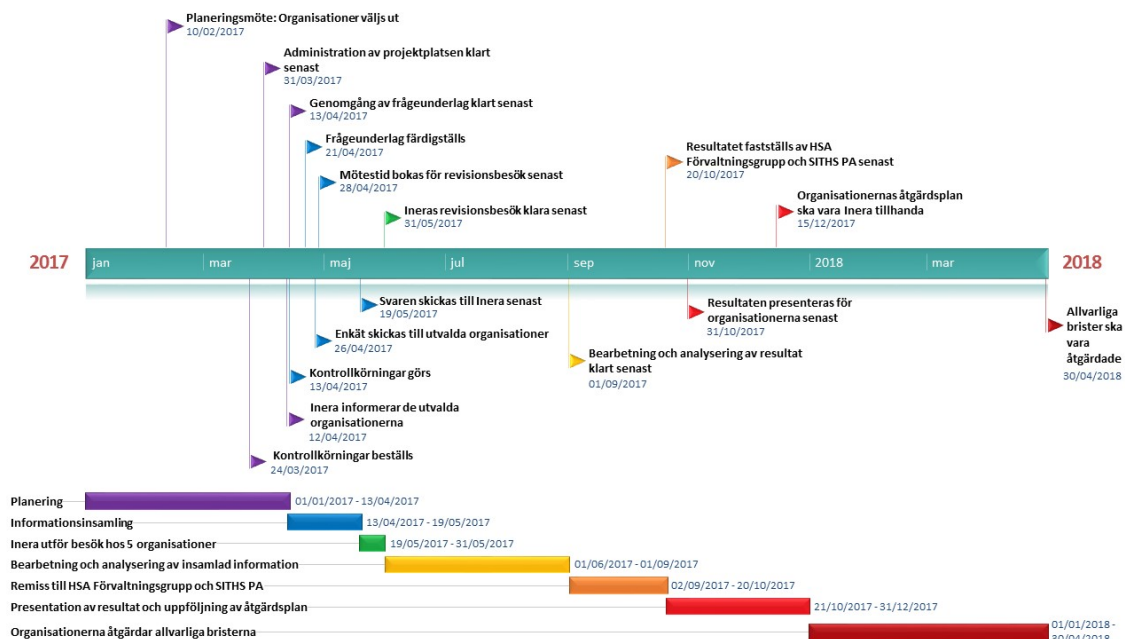 Planeringsmöte: Organisationer väljs ut
10/02/2017
Administration av projektplatsen klart
senast
31/03/2017
Genomgång av frågeunderlag klart senast
13/04/2017
Frågeunderlag färdigställs
21/04/2017
Mötestid bokas för revisionsbesök senast
28/04/2017
Ineras revisionsbesök klara senast
31/05/2017
Resultatet fastställs av HSA
Förvaltningsgrupp och SITHS PA senast
20/10/2017
Organisationernas åtgärdsplan
ska vara Inera tillhanda
15/12/2017
2017 jan mar maj jul sep nov 2018 mar 2018
Svaren skickas till Inera senast
19/05/2017
Enkät skickas till utvalda organisationer
26/04/2017
Kontrollkörningar görs
13/04/2017
Inera informerar de utvalda
organisationerna
12/04/2017
Kontrollkörningar beställs
24/03/2017
Bearbetning och analysering av resultat
klart senast
01/09/2017
Resultaten presenteras för
organisationerna senast
31/10/2017
Allvarliga
brister ska
vara
åtgärdade
30/04/2018
Planering 01/01/2017 - 13/04/2017
Informationsinsamling 13/04/2017 - 19/05/2017
Inera utför besök hos 5 organisationer 19/05/2017 - 31/05/2017
Bearbetning och analysering av insamlad information 01/06/2017 - 01/09/2017
Remiss till HSA Förvaltningsgrupp och SITHS PA 02/09/2017 - 20/10/2017
Presentation av resultat och uppföljning av åtgärdsplan 21/10/2017 - 31/12/2017
Organisationerna åtgärdar allvarliga bristerna 01/01/2018 -
30/04/2018